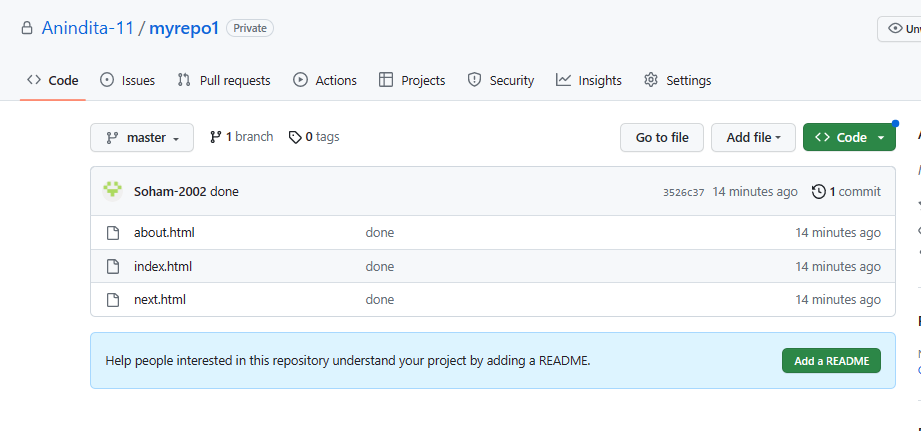 Anindita-11 / myrepo1 Private
Code Issues Pull requests Actions Projects Security Insights Settings
master 1 branch 0 tags Go to file Add file Code
Soham-2002 done 3526c37 14 minutes ago 1 commit
about.html done 14 minutes ago
index.html done 14 minutes ago
next.html done 14 minutes ago
Help people interested in this repository understand your project by adding a README. Add a README